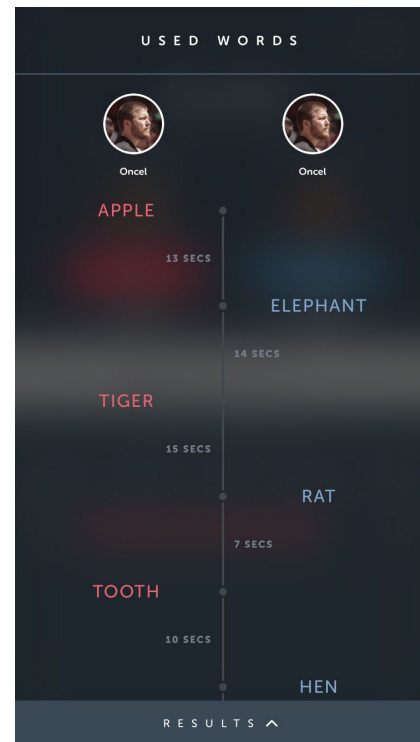 USED WORDS
Oncel
Oncel
APPLE
13 SECS
ELEPHANT
14 SECS
TIGER
15 SECS
RAT
7 SECS
TOOTH
10 SECS
HEN
RESULTS